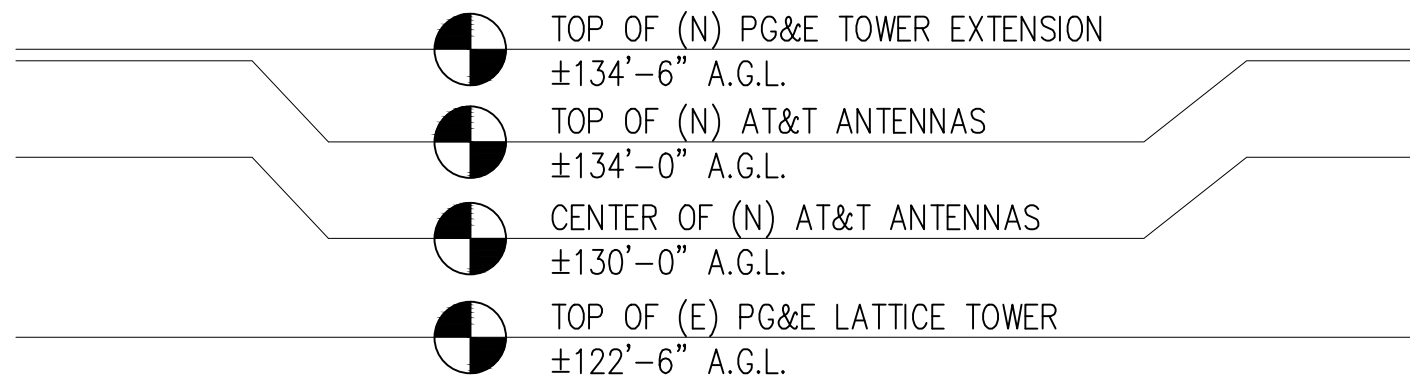 TOP OF (N) PG&E TOWER EXTENSION
±134'-6" A.G.L.
TOP OF (N) AT&T ANTENNAS
±134'-0" A.G.L.
CENTER OF (N) AT&T ANTENNAS
±130'-0" A.G.L.
TOP OF (E) PG&E LATTICE TOWER
±122'-6" A.G.L.